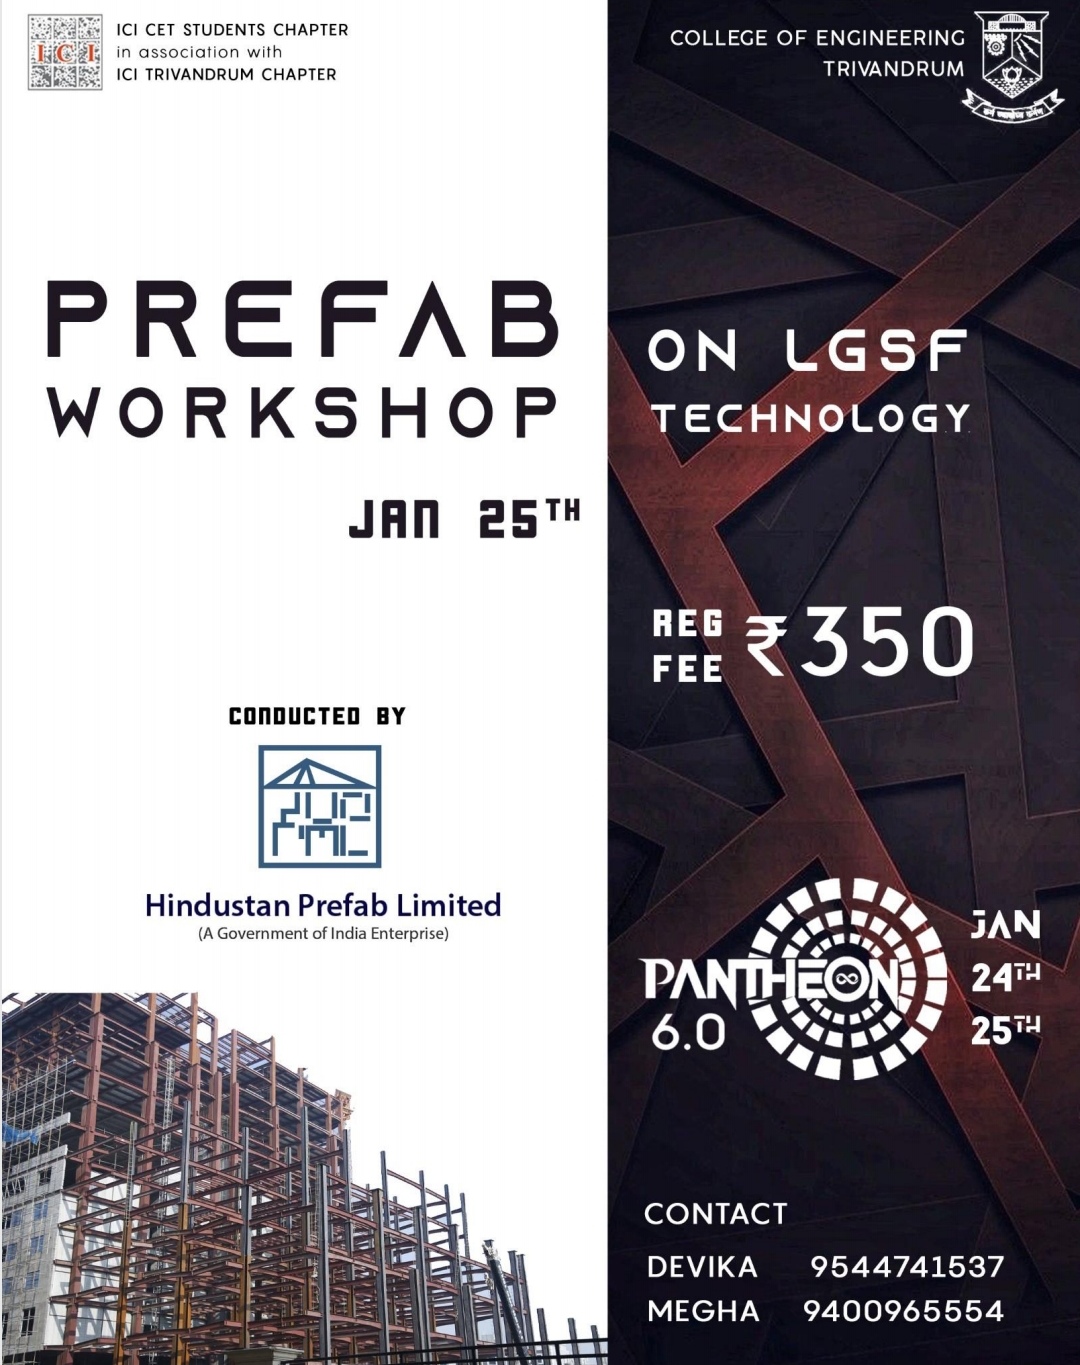 ICI
ICI CET STUDENTS CHAPTER
in association with
ICI TRIVANDRUM CHAPTER
COLLEGE OF ENGINEERING
TRIVANDRUM
PREFAB
WORKSHOP
JAN 25TH
ON LGSF
TECHNOLOGY
REG
FEE ₹350
CONDUCTED BY
Hindustan Prefab Limited
(A Government of India Enterprise)
PANTHEON
6.0
JAN
24TH
25TH
CONTACT
DEVIKA 9544741537
MEGHA 9400965554